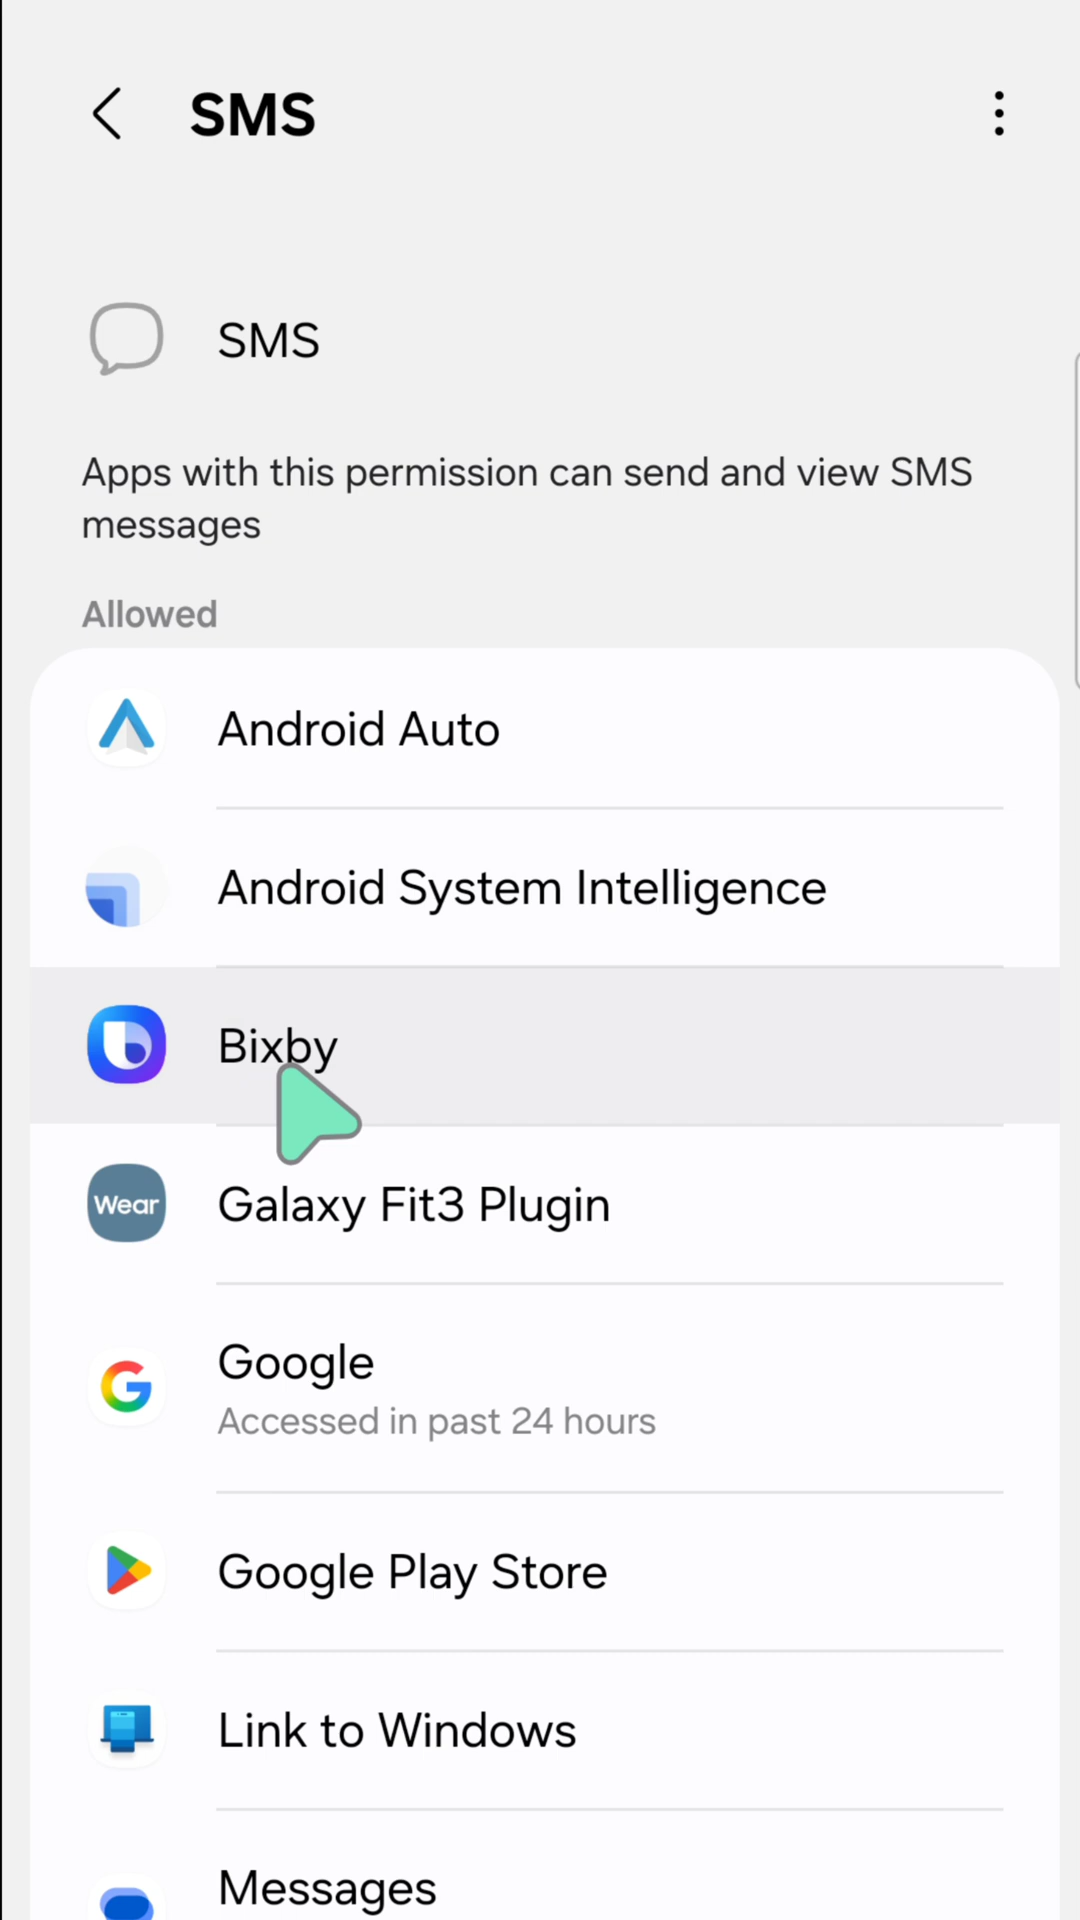 SMS
SMS
Apps with this permission can send and view SMS
messages
Allowed
Android Auto
Android System Intelligence
Bixby
Wear
Galaxy Fit3 Plugin
Google
Accessed in past 24 hours
Google Play Store
Link to Windows
Messages